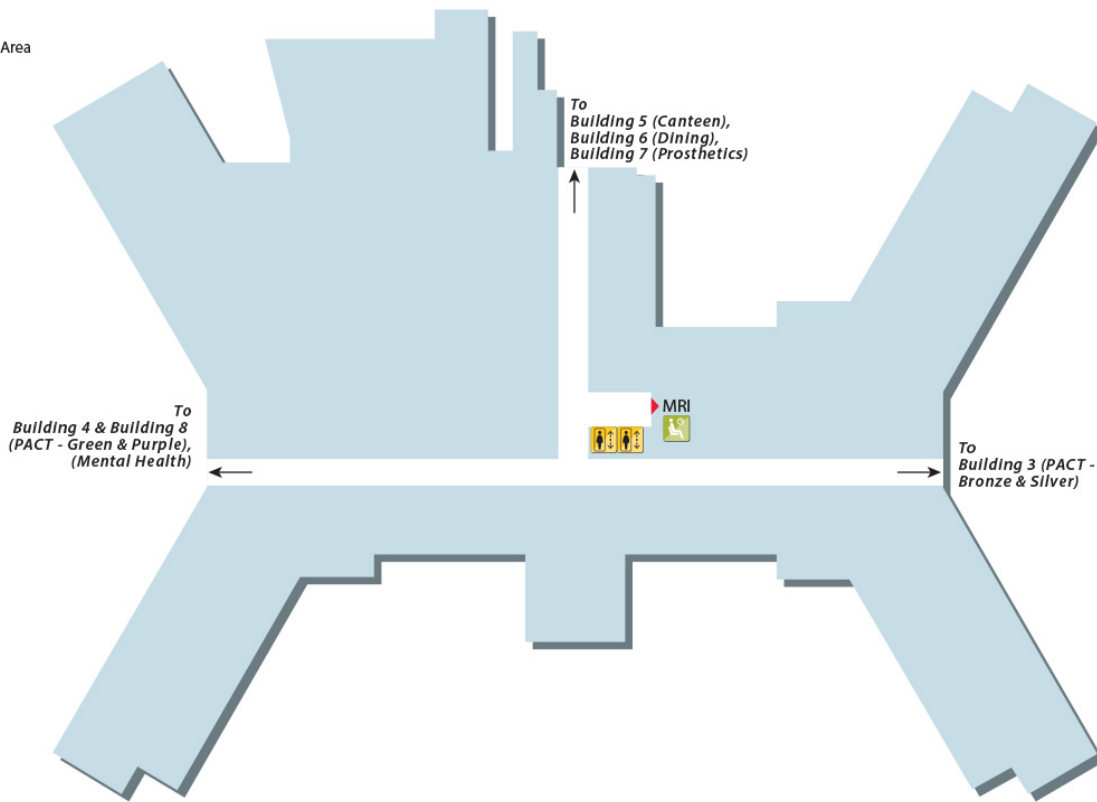 Area
To
Building 5 (Canteen),
Building 6 (Dining),
Building 7 (Prosthetics)
MRI
To
Building 4 & Building 8
(PACT - Green & Purple),
(Mental Health)
To
Building 3 (PACT -
Bronze & Silver)